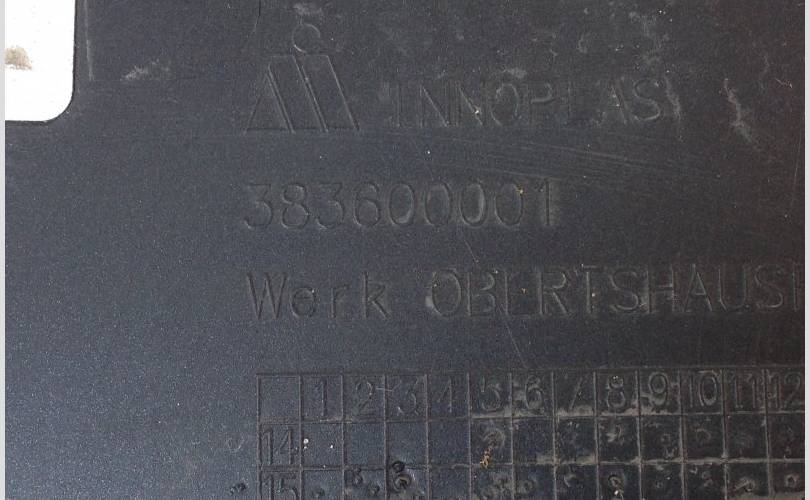 INNOPLAS
383600001
Werk OBERTSHAUS
1 2 3 4 5 6 7 8 9 10 11 12
14
15